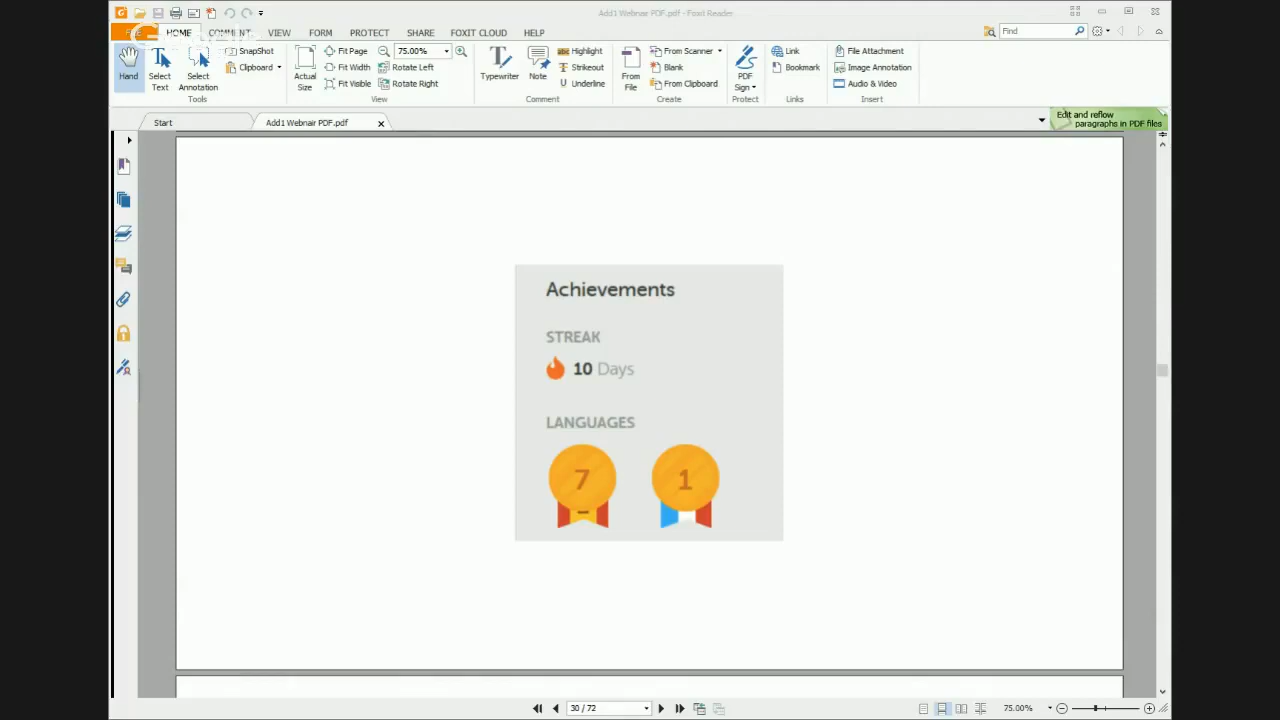 Add1 Webnair PDF.pdf - Foxit Reader
FILE HOME COMMENT VIEW FORM PROTECT SHARE FOXIT CLOUD HELP
Find
Hand
Select Text
Select Annotation
SnapShot
Clipboard
Tools
Actual Size
Fit Page
Fit Width
Fit Visible
75.00%
Rotate Left
Rotate Right
View
Typewriter
Note
Highlight
Strikeout
Underline
Comment
From File
From Scanner
Blank
From Clipboard
Create
PDF Sign
Protect
Link
Bookmark
Links
File Attachment
Image Annotation
Audio & Video
Insert
Start
Add1 Webnair PDF.pdf
Edit and reflow
paragraphs in PDF files
Achievements
STREAK
10 Days
LANGUAGES
7 1
30 / 72
75.00%